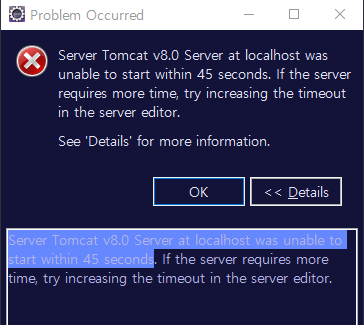 Problem Occurred
Server Tomcat v8.0 Server at localhost was
unable to start within 45 seconds. If the server
requires more time, try increasing the timeout
in the server editor.
See 'Details' for more information.
OK
<< Details
Server Tomcat v8.0 Server at localhost was unable to
start within 45 seconds. If the server requires more
time, try increasing the timeout in the server editor.